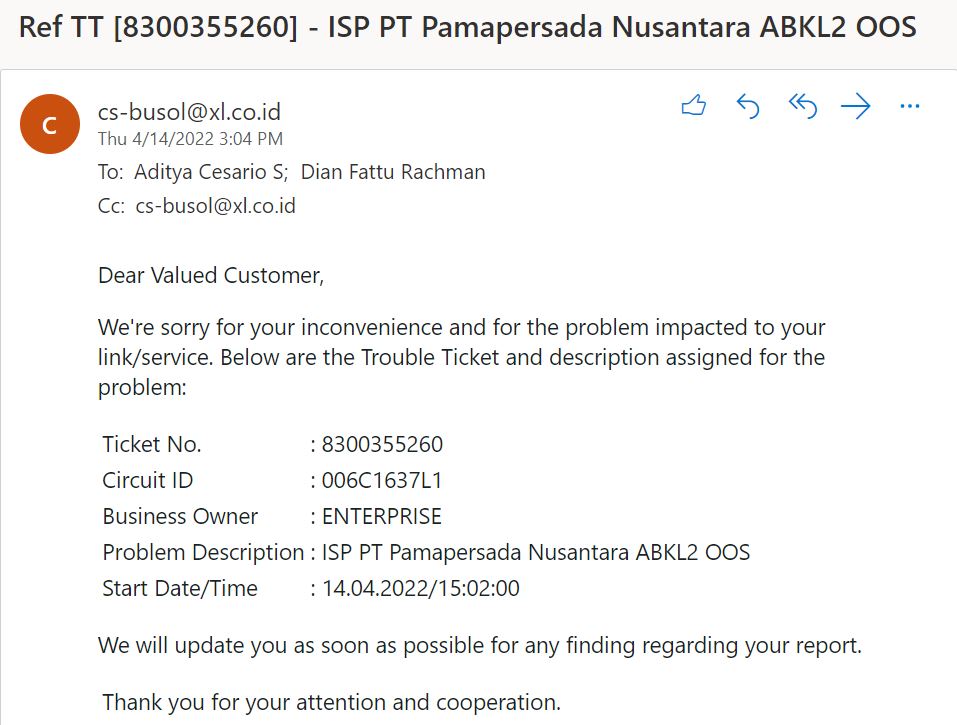 Ref TT [8300355260] - ISP PT Pamapersada Nusantara ABKL2 OOS
C
cs-busol@xl.co.id
Thu 4/14/2022 3:04 PM
To: Aditya Cesario S; Dian Fattu Rachman
Cc: cs-busol@xl.co.id
Dear Valued Customer,
We're sorry for your inconvenience and for the problem impacted to your
link/service. Below are the Trouble Ticket and description assigned for the
problem:
Ticket No. : 8300355260
Circuit ID : 006C1637L1
Business Owner : ENTERPRISE
Problem Description : ISP PT Pamapersada Nusantara ABKL2 OOS
Start Date/Time : 14.04.2022/15:02:00
We will update you as soon as possible for any finding regarding your report.
Thank you for your attention and cooperation.